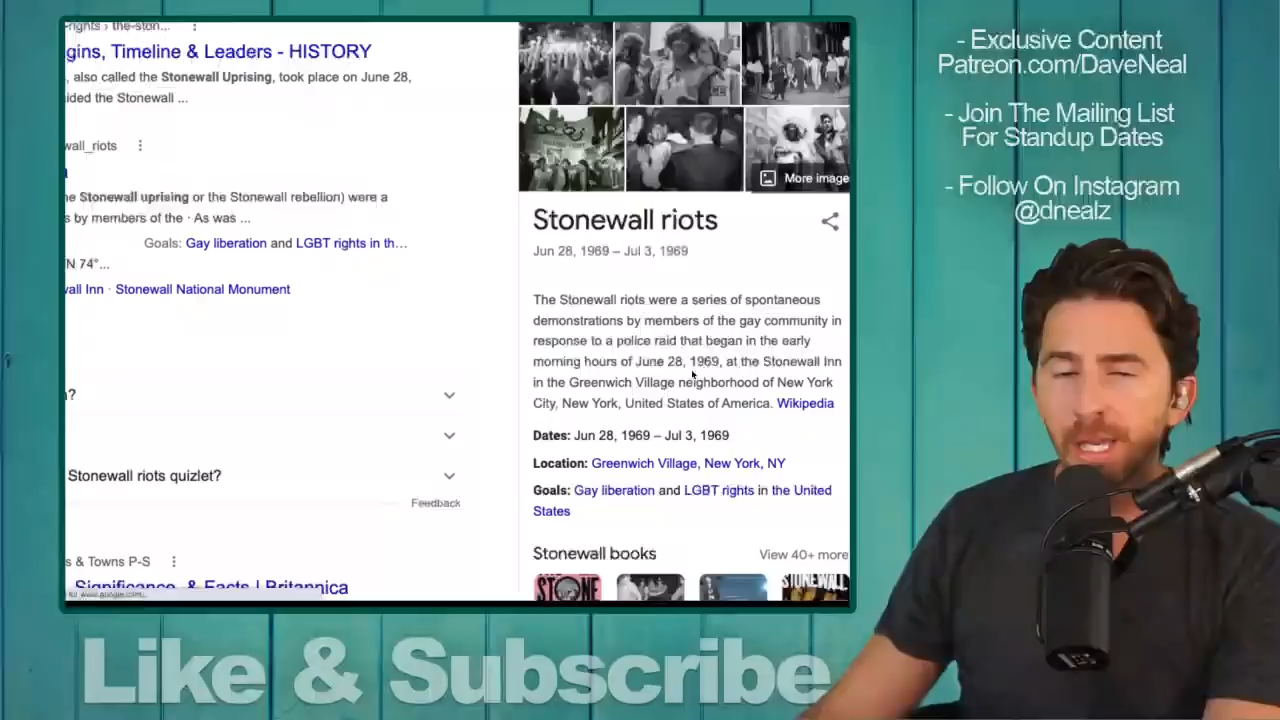 -rights › the-ston...
gins, Timeline & Leaders - HISTORY
, also called the Stonewall Uprising, took place on June 28,
ided the Stonewall ...
wall_riots
a
e Stonewall uprising or the Stonewall rebellion) were a
s by members of the · As was ...
Goals: Gay liberation and LGBT rights in th...
°N 74°...
wall Inn · Stonewall National Monument
?
Stonewall riots quizlet?
Feedback
s & Towns P-S
Significance, & Facts | Britannica
More image
Stonewall riots
Jun 28, 1969 – Jul 3, 1969
The Stonewall riots were a series of spontaneous
demonstrations by members of the gay community in
response to a police raid that began in the early
morning hours of June 28, 1969, at the Stonewall Inn
in the Greenwich Village neighborhood of New York
City, New York, United States of America. Wikipedia
Dates: Jun 28, 1969 – Jul 3, 1969
Location: Greenwich Village, New York, NY
Goals: Gay liberation and LGBT rights in the United
States
Stonewall books
View 40+ more
STONE
STONEWALL
- Exclusive Content
Patreon.com/DaveNeal
- Join The Mailing List
For Standup Dates
- Follow On Instagram
@dnealz
Like & Subscribe